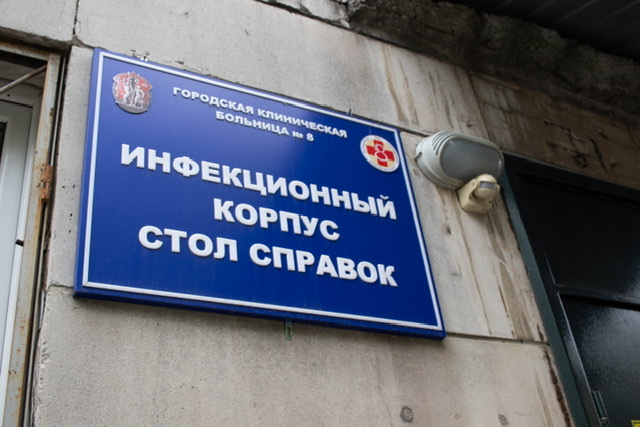 ГОРОДСКАЯ КЛИНИЧЕСКАЯ
БОЛЬНИЦА № 8
ИНФЕКЦИОННЫЙ
КОРПУС
СТОЛ СПРАВОК